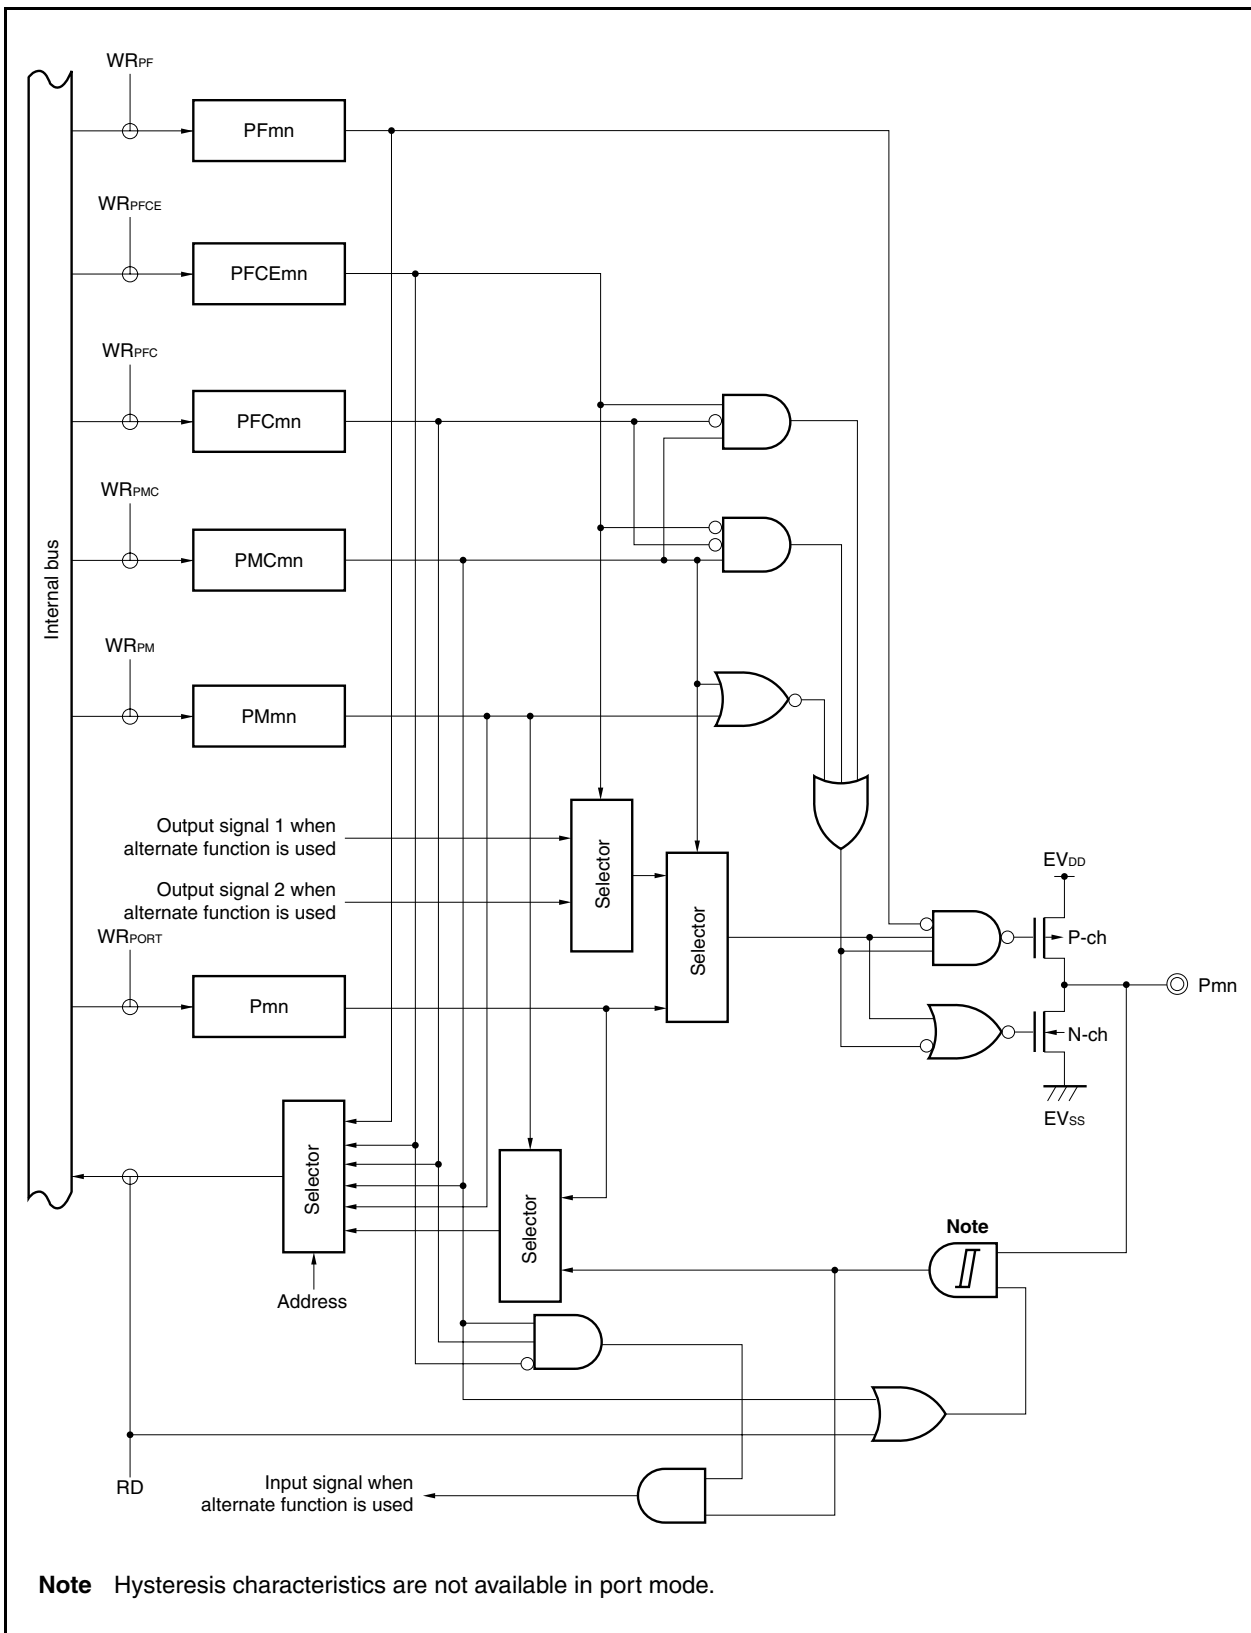 WRPF
PFmn
WRPFCE
PFCEmn
WRPFC
PFCmn
WRPMC
PMCmn
Internal bus
WRPM
PMmn
Output signal 1 when
alternate function is used
Output signal 2 when
alternate function is used
Selector
Selector
WRPORT
Pmn
EVDD
P-ch
Pmn
N-ch
EVSS
Selector
Selector
Address
Note
RD
Input signal when
alternate function is used
Note Hysteresis characteristics are not available in port mode.